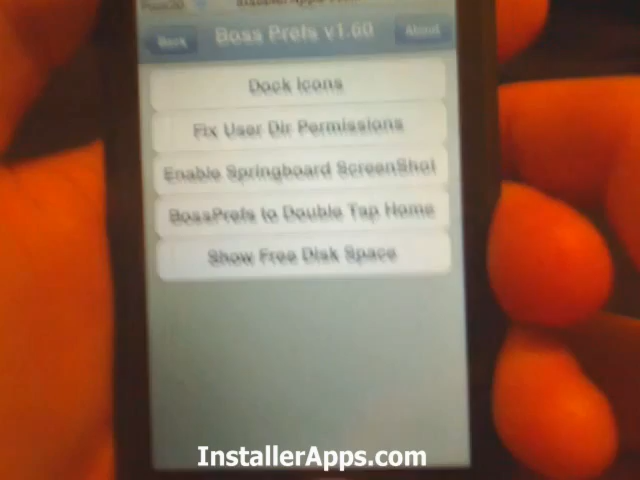 Back
Boss Prefs v1.60
About
Dock Icons
Fix User Dir Permissions
Enable Springboard ScreenShot
BossPrefs to Double Tap Home
Show Free Disk Space
InstallerApps.com